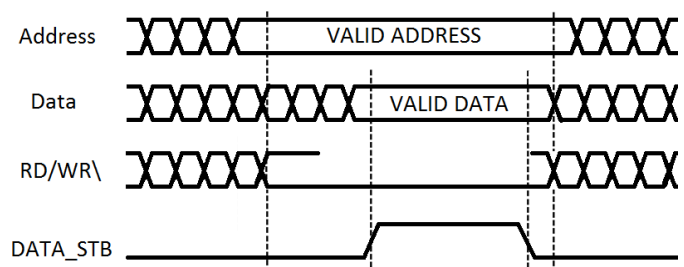 Address
VALID ADDRESS
Data
VALID DATA
RD/WR\
DATA_STB